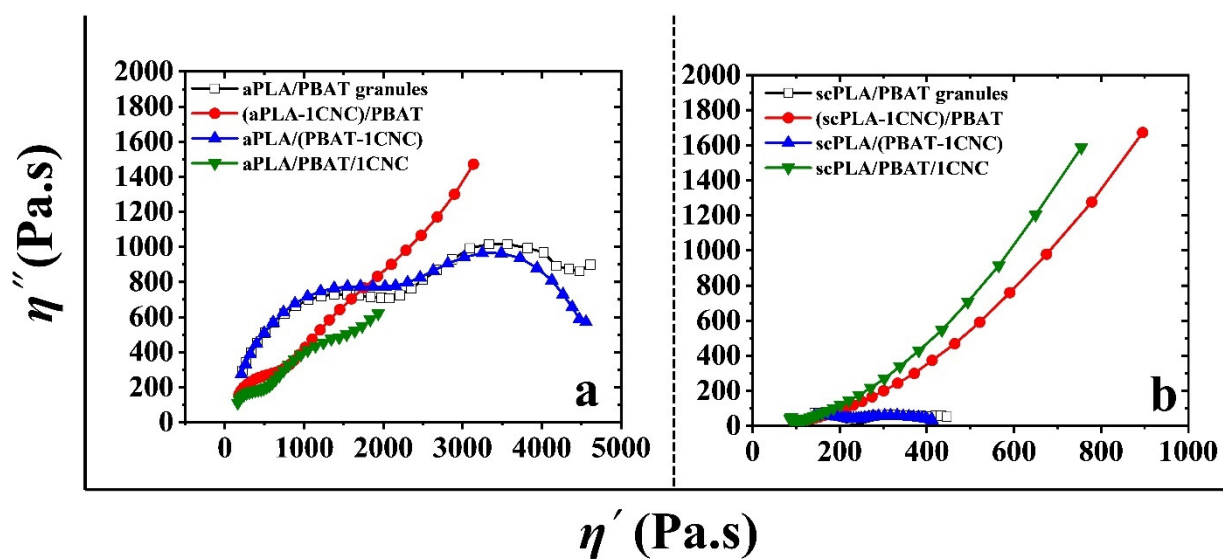 η″ (Pa.s)
2000
1800
1600
1400
1200
1000
800
600
400
200
0
aPLA/PBAT granules
(aPLA-1CNC)/PBAT
aPLA/(PBAT-1CNC)
aPLA/PBAT/1CNC
a
0 1000 2000 3000 4000 5000
2000
1800
1600
1400
1200
1000
800
600
400
200
0
scPLA/PBAT granules
(scPLA-1CNC)/PBAT
scPLA/(PBAT-1CNC)
scPLA/PBAT/1CNC
b
0 200 400 600 800 1000
η′ (Pa.s)